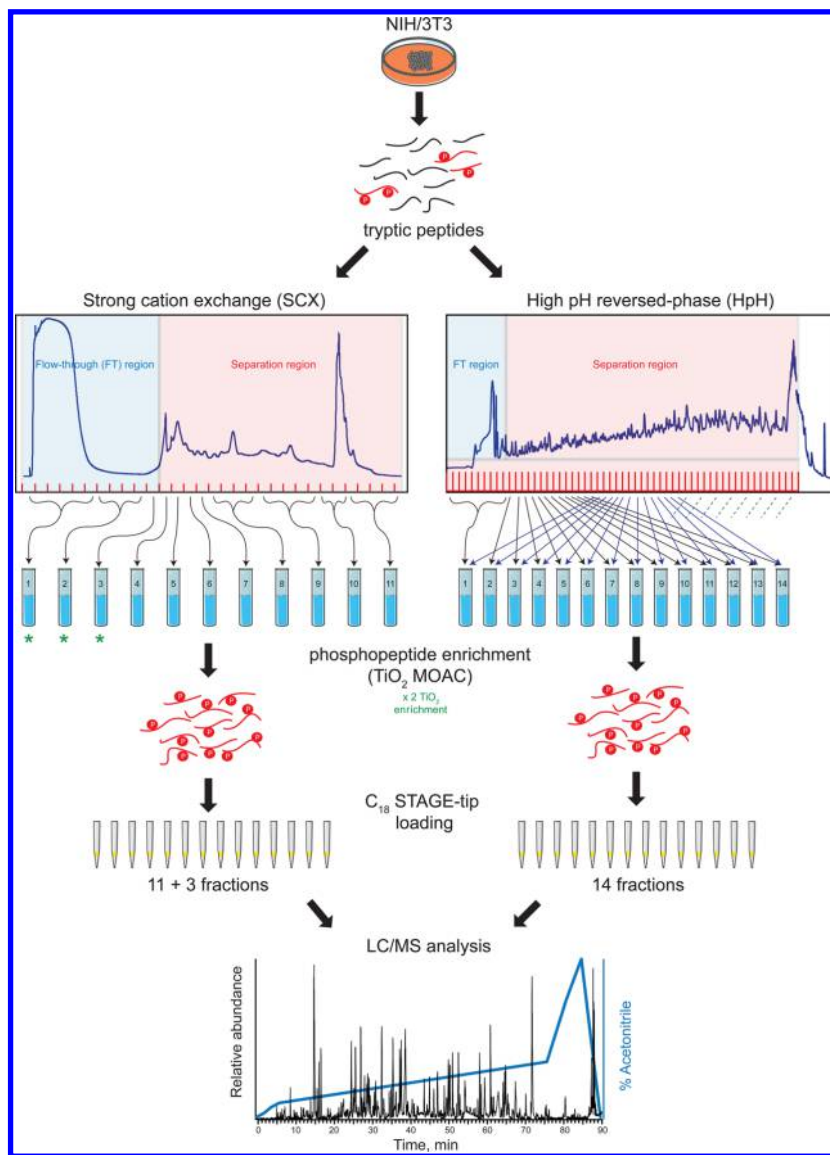 NIH/3T3
P
P
P
P
tryptic peptides
Strong cation exchange (SCX)
High pH reversed-phase (HpH)
Flow-through (FT) region
Separation region
FT region
Separation region
1 2 3 4 5 6 7 8 9 10 11
1 2 3 4 5 6 7 8 9 10 11 12 13 14
* * *
phosphopeptide enrichment
(TiO2 MOAC)
x 2 TiO2
enrichment
P P P P P P P P P P P
P P P P P P P P P P P
C18 STAGE-tip
loading
11 + 3 fractions
14 fractions
LC/MS analysis
Relative abundance
% Acetonitrile
0 10 20 30 40 50 60 70 80 90
Time, min